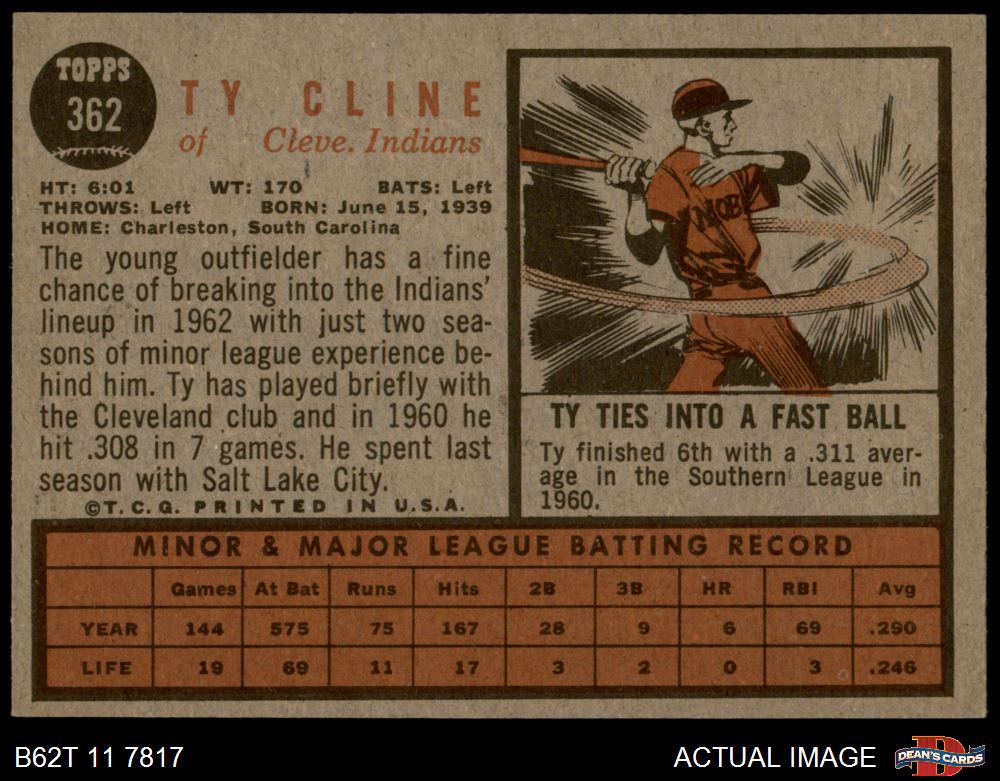 TOPPS
362
TY CLINE
of Cleve. Indians
HT: 6:01 WT: 170 BATS: Left
THROWS: Left BORN: June 15, 1939
HOME: Charleston, South Carolina
The young outfielder has a fine
chance of breaking into the Indians'
lineup in 1962 with just two sea-
sons of minor league experience be-
hind him. Ty has played briefly with
the Cleveland club and in 1960 he
hit .308 in 7 games. He spent last
season with Salt Lake City.
©T.C.G. PRINTED IN U.S.A.
MOB
TY TIES INTO A FAST BALL
Ty finished 6th with a .311 aver-
age in the Southern League in
1960.
MINOR & MAJOR LEAGUE BATTING RECORD
Games At Bat Runs Hits 2B 3B HR RBI Avg
YEAR 144 575 75 167 28 9 6 69 .290
LIFE 19 69 11 17 3 2 0 3 .246
B62T 11 7817
ACTUAL IMAGE
D
DEAN'S CARDS